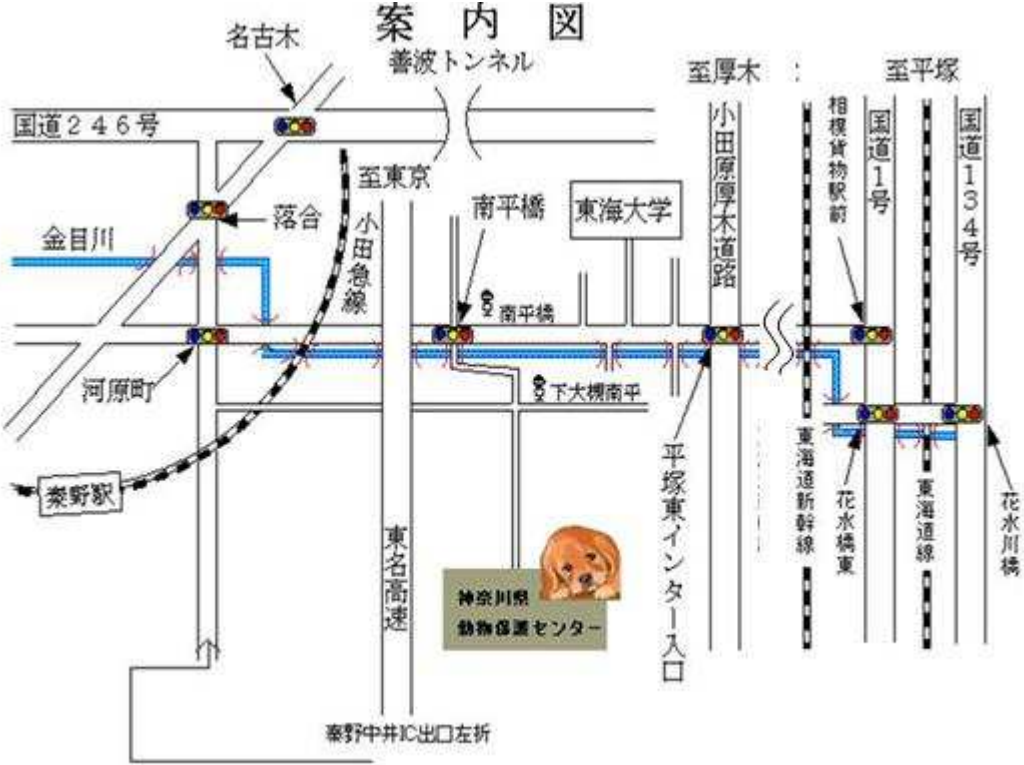 案内図
名古木
善波トンネル
至厚木
:
至平塚
国道246号
至東京
南平橋
東海大学
小田原厚木道路
相模貨物駅前
国道1号
国道134号
落合
金目川
小田急線
南平橋
河原町
下大槻南平
秦野駅
平塚東インター入口
東海道新幹線
花水橋東
東海道線
花水川橋
東名高速
神奈川県
動物保護センター
秦野中井IC出口左折